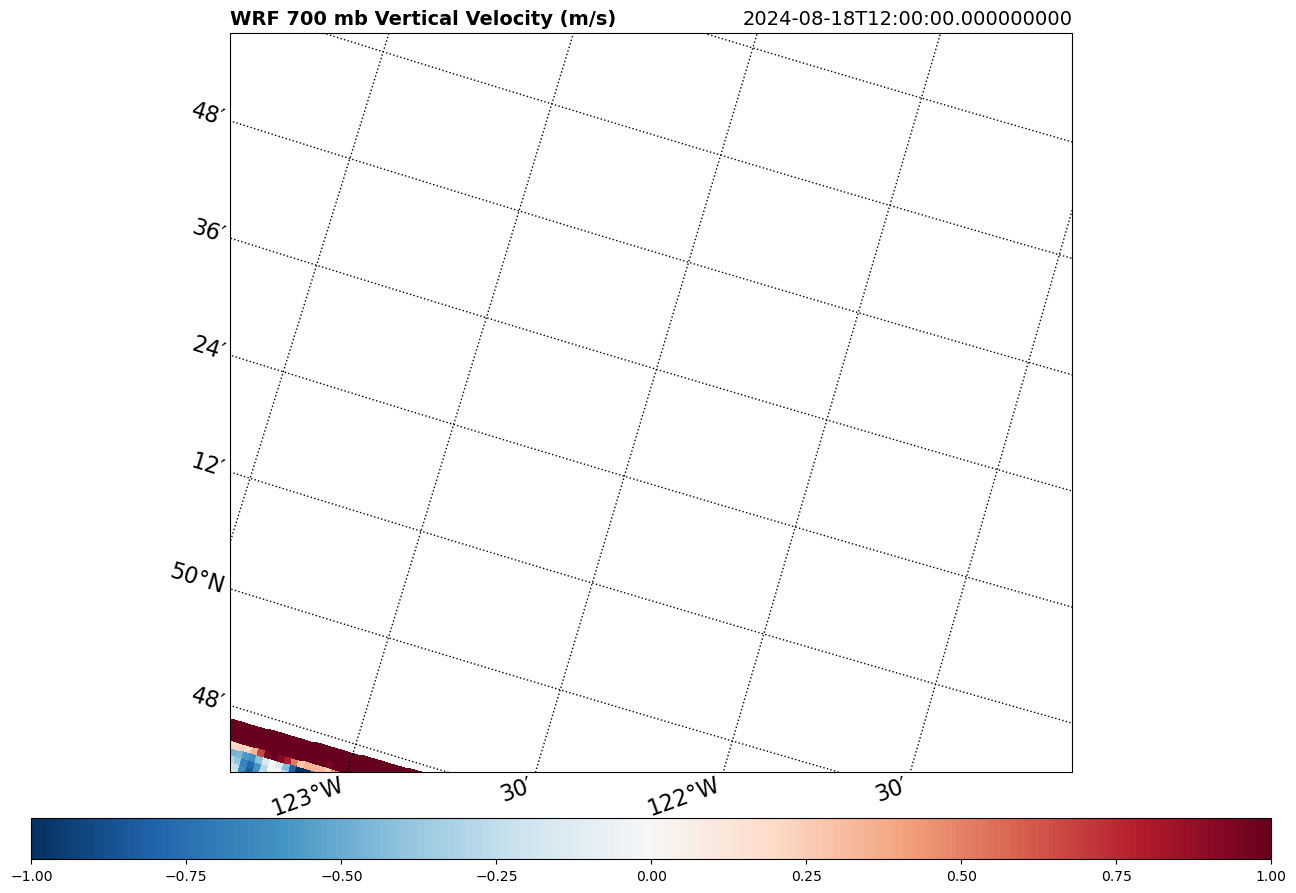 WRF 700 mb Vertical Velocity (m/s) 2024-08-18T12:00:00.000000000
48′
36′
24′
12′
50°N
48′
123°W 30′ 122°W 30′
−1.00 −0.75 −0.50 −0.25 0.00 0.25 0.50 0.75 1.00